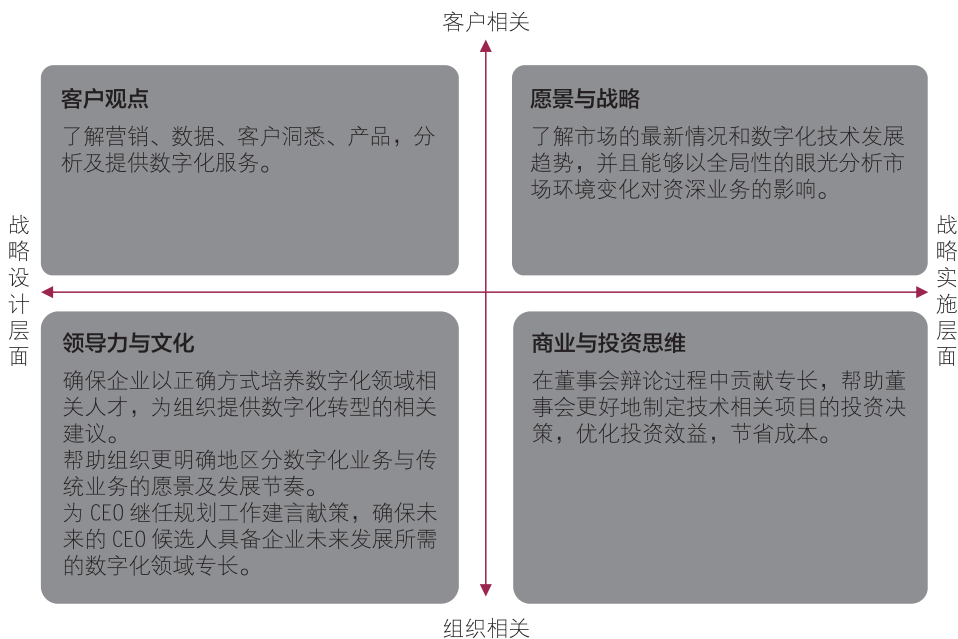 客户相关
客户观点
了解营销、数据、客户洞悉、产品，分
析及提供数字化服务。
愿景与战略
了解市场的最新情况和数字化技术发展
趋势，并且能够以全局性的眼光分析市
场环境变化对资深业务的影响。
战略设计层面
战略实施层面
领导力与文化
确保企业以正确方式培养数字化领域相
关人才，为组织提供数字化转型的相关
建议。
帮助组织更明确地区分数字化业务与传
统业务的愿景及发展节奏。
为 CEO 继任规划工作建言献策，确保未
来的 CEO 候选人具备企业未来发展所需
的数字化领域专长。
商业与投资思维
在董事会辩论过程中贡献专长，帮助董
事会更好地制定技术相关项目的投资决
策，优化投资效益，节省成本。
组织相关